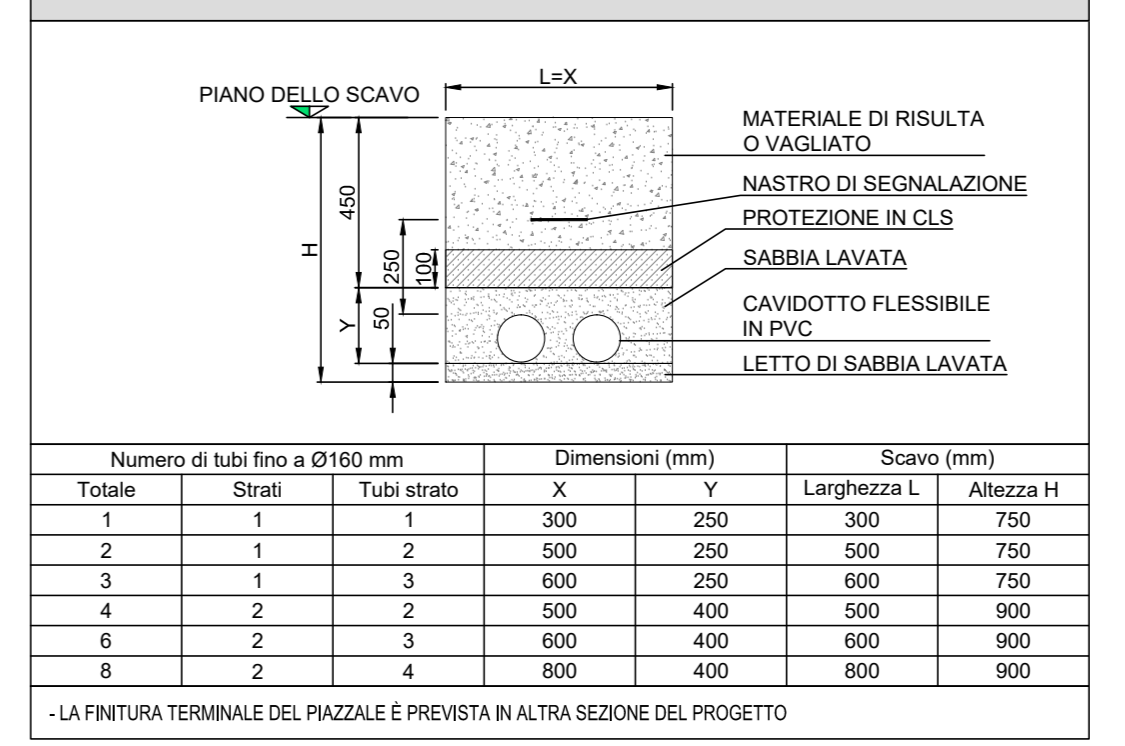 L=X
PIANO DELLO SCAVO
MATERIALE DI RISULTA
O VAGLIATO
NASTRO DI SEGNALAZIONE
PROTEZIONE IN CLS
SABBIA LAVATA
CAVIDOTTO FLESSIBILE
IN PVC
LETTO DI SABBIA LAVATA
H
450
250
100
Y
50
Numero di tubi fino a Ø160 mm Dimensioni (mm) Scavo (mm)
Totale Strati Tubi strato X Y Larghezza L Altezza H
1 1 1 300 250 300 750
2 1 2 500 250 500 750
3 1 3 600 250 600 750
4 2 2 500 400 500 900
6 2 3 600 400 600 900
8 2 4 800 400 800 900
- LA FINITURA TERMINALE DEL PIAZZALE È PREVISTA IN ALTRA SEZIONE DEL PROGETTO